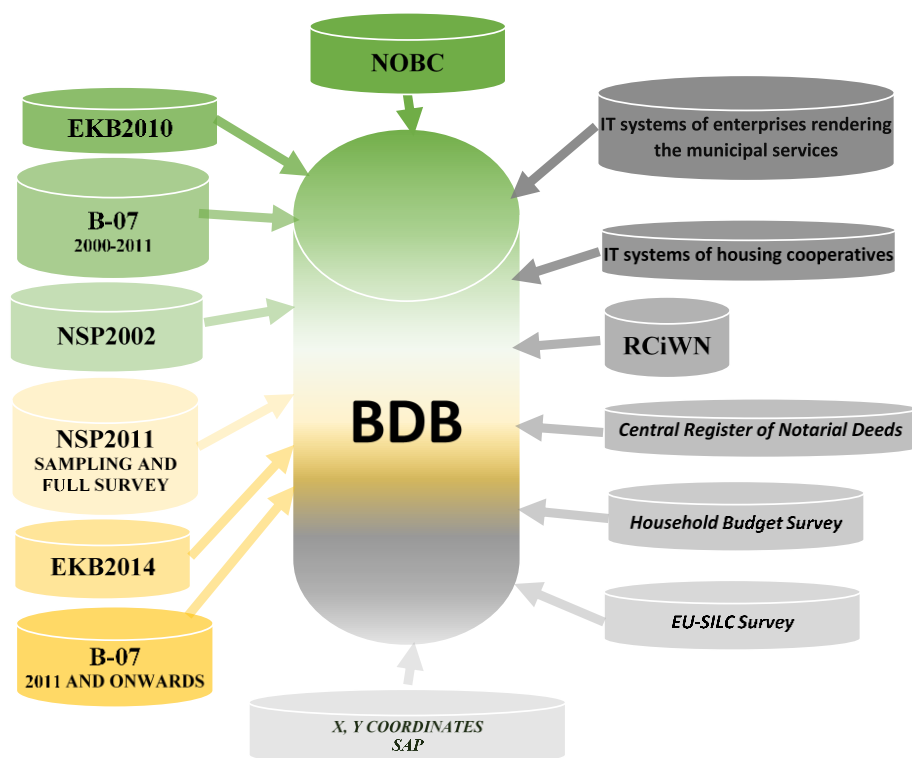 NOBC
EKB2010
B-07
2000-2011
NSP2002
NSP2011
SAMPLING AND
FULL SURVEY
EKB2014
B-07
2011 AND ONWARDS
BDB
IT systems of enterprises rendering
the municipal services
IT systems of housing cooperatives
RCiWN
Central Register of Notarial Deeds
Household Budget Survey
EU-SILC Survey
X, Y COORDINATES
SAP